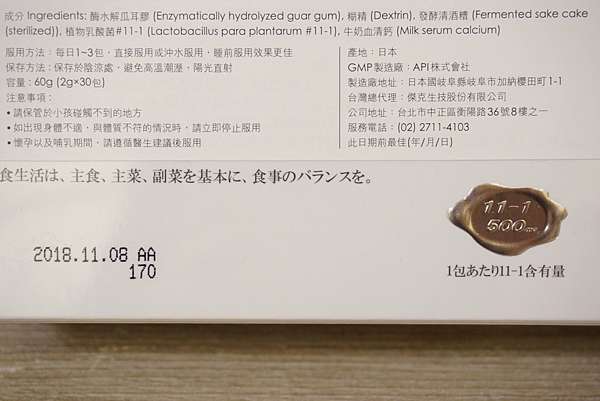 成分 Ingredients: 酶水解瓜耳膠 (Enzymatically hydrolyzed guar gum), 糊精 (Dextrin), 發酵清酒糟 (Fermented sake cake
(sterilized)), 植物乳酸菌#11-1 (Lactobacillus para plantarum #11-1), 牛奶血清鈣 (Milk serum calcium)
服用方法：每日1~3包，直接服用或沖水服用，睡前服用效果更佳
保存方法：保存於陰涼處，避免高溫潮溼，陽光直射
容量：60g (2g×30包)
注意事項：
•請保管於小孩碰觸不到的地方
•如出現身體不適，與體質不符的情況時，請立即停止服用
•懷孕以及哺乳期間，請遵循醫生建議後服用
產地：日本
GMP製造廠：API株式會社
製造廠地址：日本國岐阜縣岐阜市加納櫻田町1-1
台灣總代理：傑克生技股份有限公司
公司地址：台北市中正區衡陽路36號8樓之一
服務電話：(02) 2711-4103
此日期前最佳(年/月/日)
食生活は、主食、主菜、副菜を基本に、食事のバランスを。
11-1
500
2018.11.08 AA
170
1包あたり11-1含有量